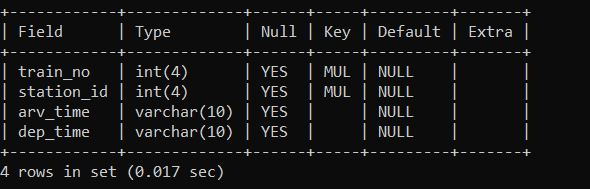 +------------+-------------+------+-----+---------+-------+
| Field      | Type        | Null | Key | Default | Extra |
+------------+-------------+------+-----+---------+-------+
| train_no   | int(4)      | YES  | MUL | NULL    |       |
| station_id | int(4)      | YES  | MUL | NULL    |       |
| arv_time   | varchar(10) | YES  |     | NULL    |       |
| dep_time   | varchar(10) | YES  |     | NULL    |       |
+------------+-------------+------+-----+---------+-------+
4 rows in set (0.017 sec)